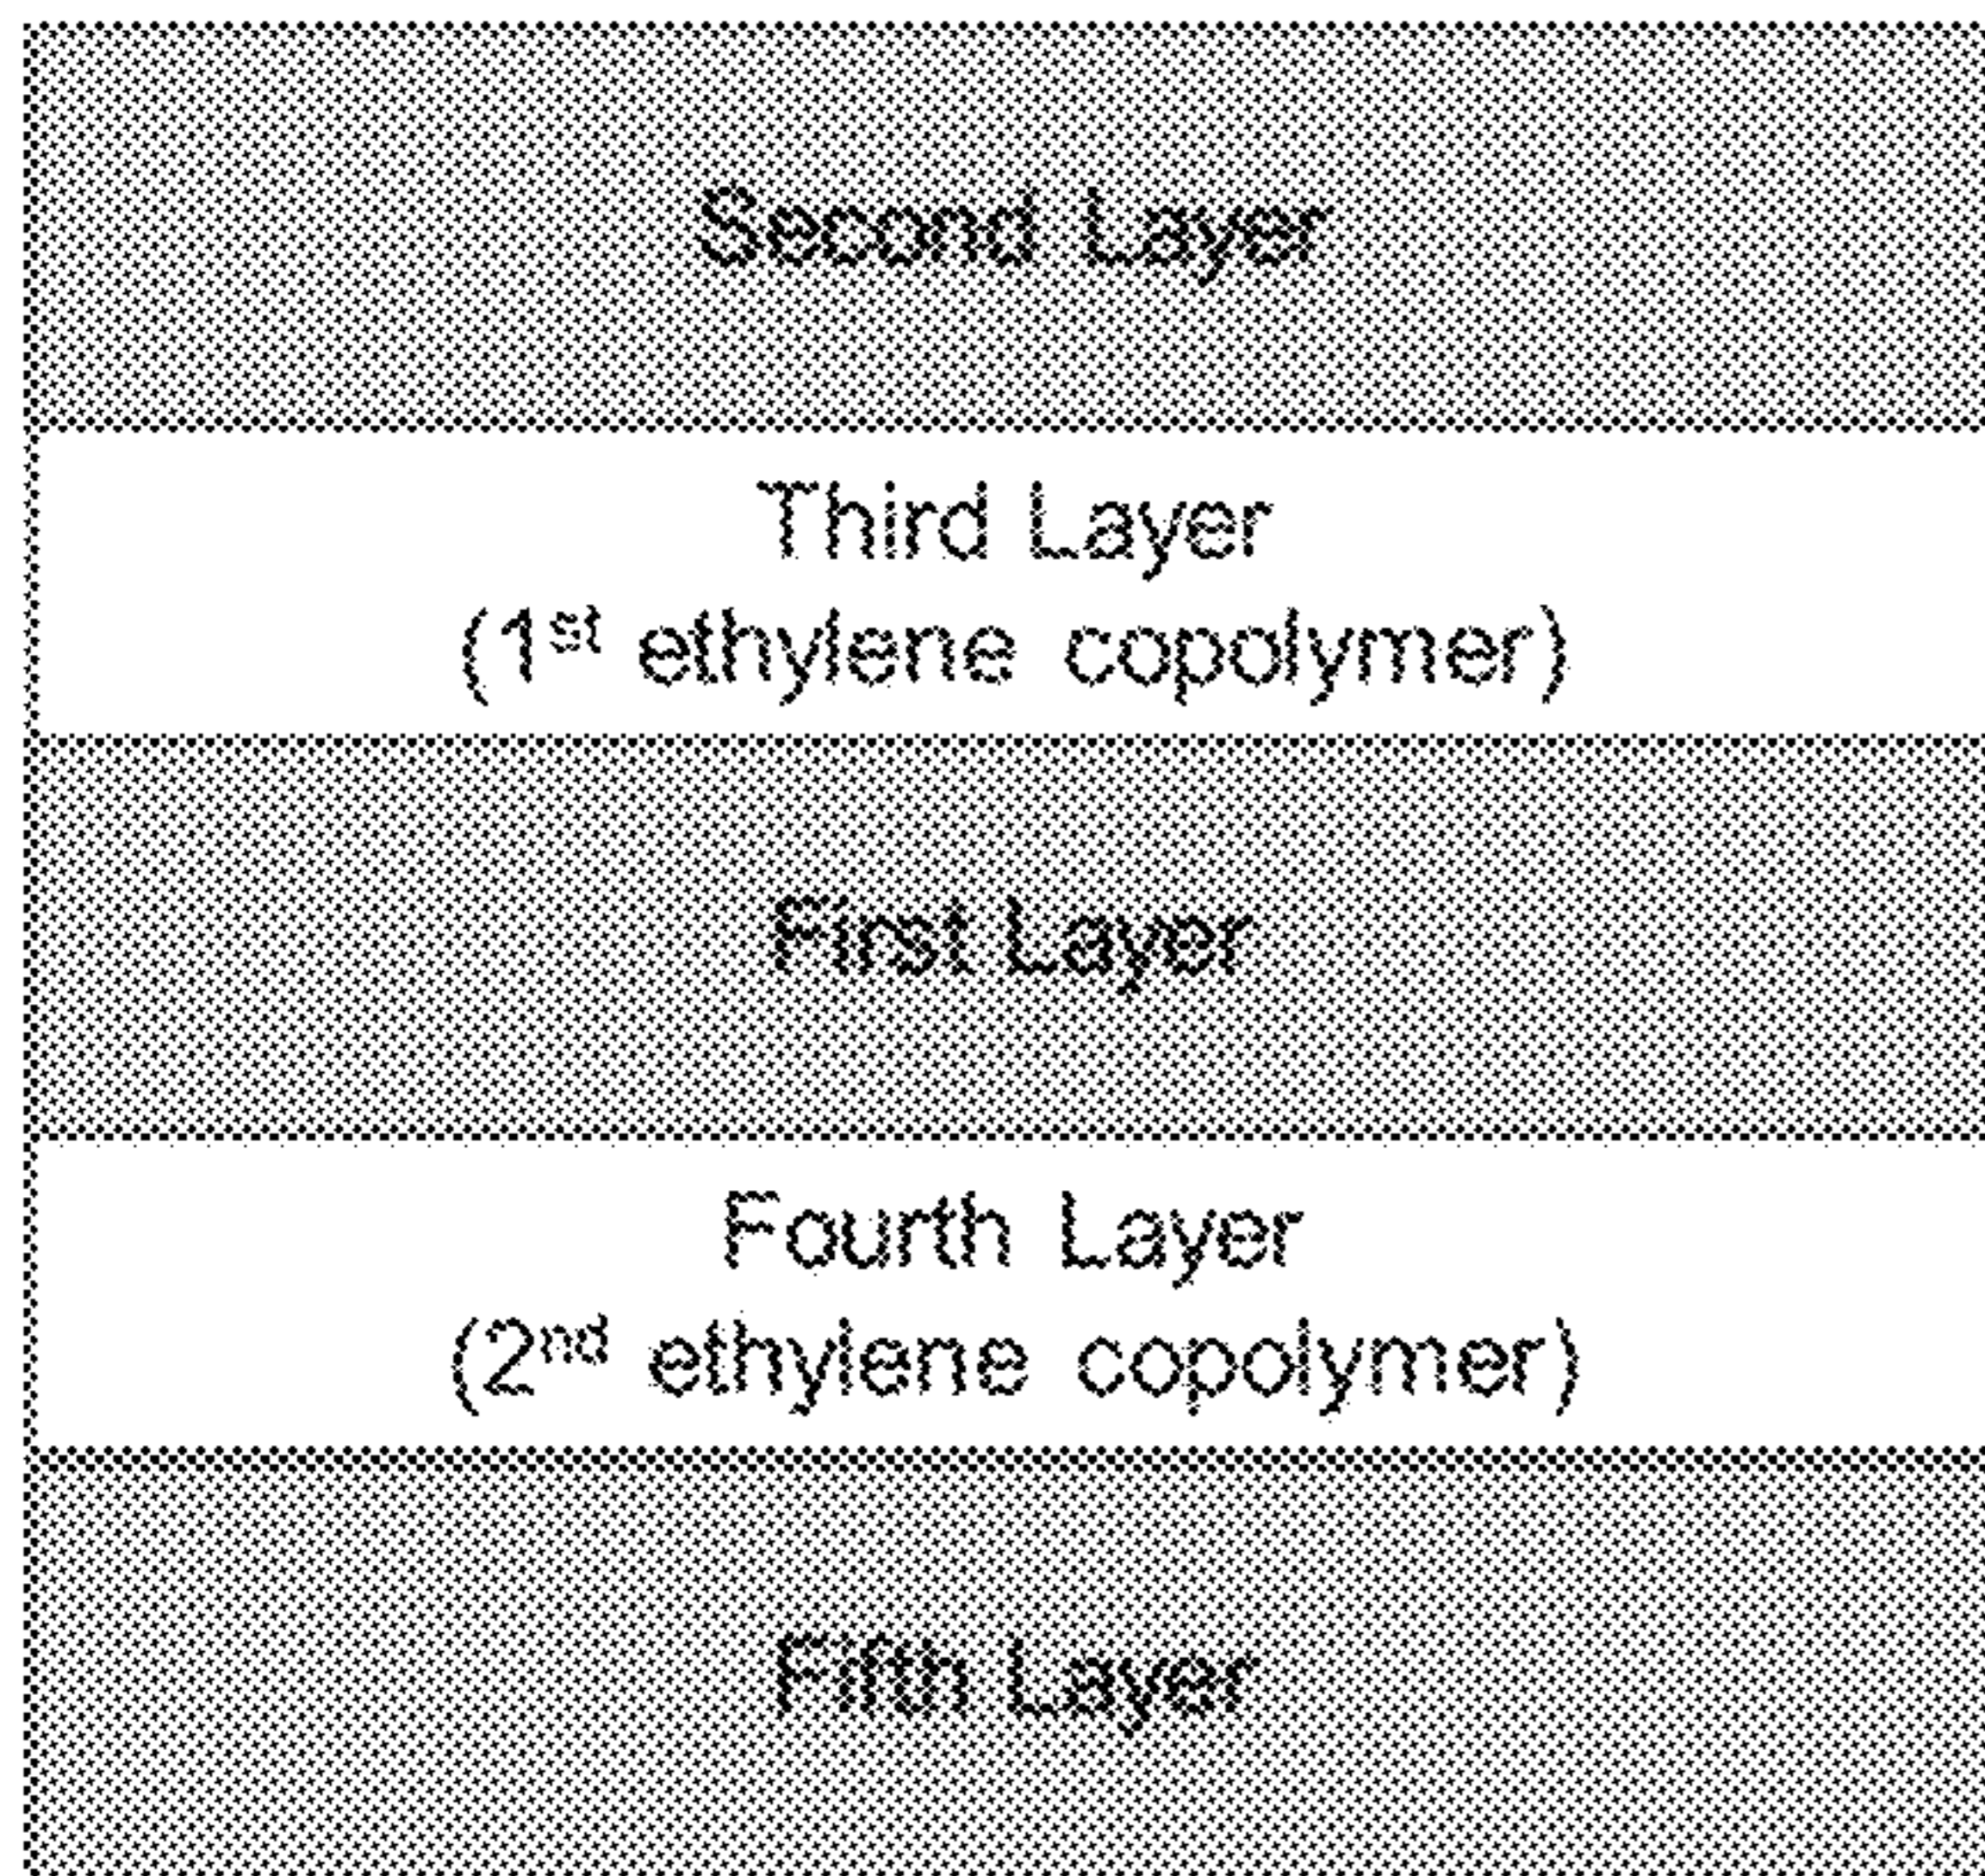 Second Layer
Third Layer
(1st ethylene copolymer)
First Layer
Fourth Layer
(2nd ethylene copolymer)
Fifth Layer